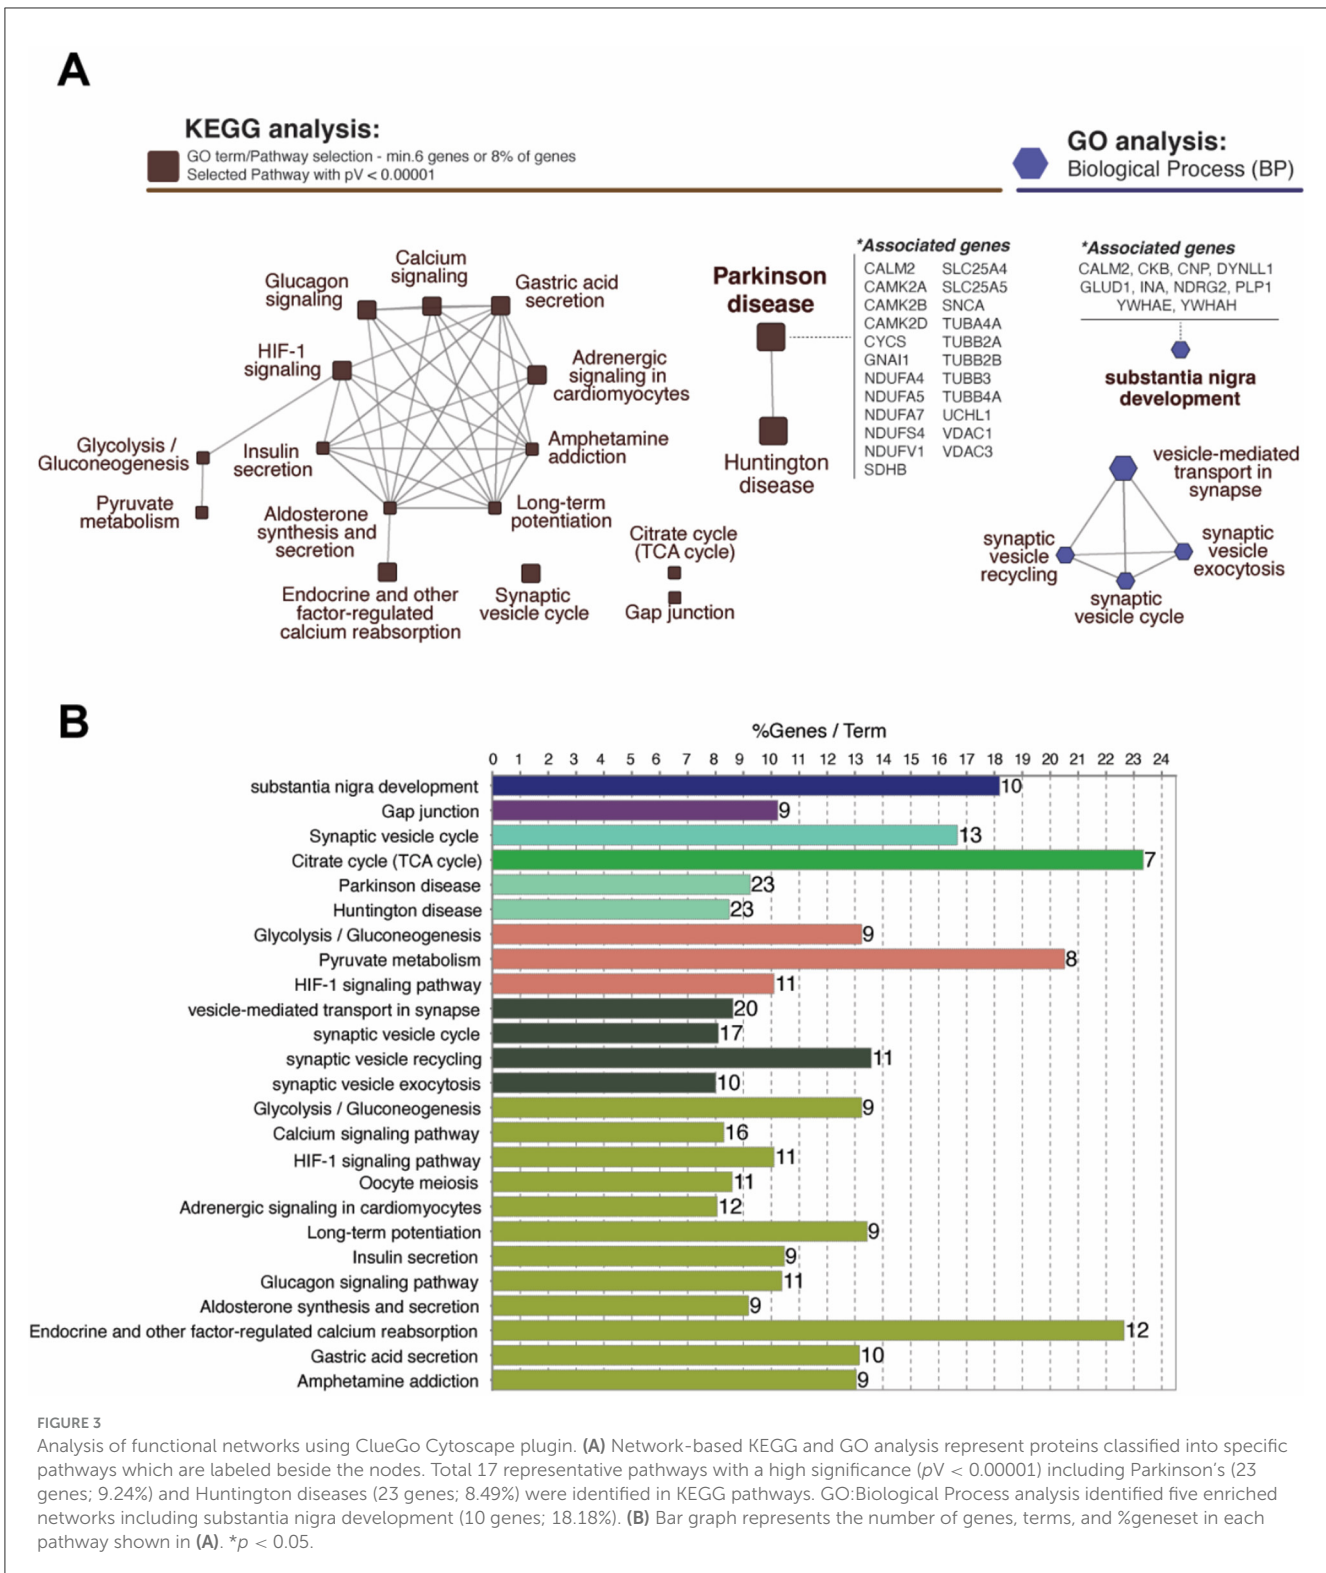 A
KEGG analysis:
GO term/Pathway selection - min.6 genes or 8% of genes
Selected Pathway with pV < 0.00001
GO analysis:
Biological Process (BP)
Glucagon
signaling
Calcium
signaling
Gastric acid
secretion
HIF-1
signaling
Adrenergic
signaling in
cardiomyocytes
Glycolysis /
Gluconeogenesis
Insulin
secretion
Amphetamine
addiction
Pyruvate
metabolism
Aldosterone
synthesis and
secretion
Long-term
potentiation
Endocrine and other
factor-regulated
calcium reabsorption
Synaptic
vesicle cycle
Citrate cycle
(TCA cycle)
Gap junction
Parkinson
disease
Huntington
disease
*Associated genes
CALM2 SLC25A4
CAMK2A SLC25A5
CAMK2B SNCA
CAMK2D TUBA4A
CYCS TUBB2A
GNAI1 TUBB2B
NDUFA4 TUBB3
NDUFA5 TUBB4A
NDUFA7 UCHL1
NDUFS4 VDAC1
NDUFV1 VDAC3
SDHB
*Associated genes
CALM2, CKB, CNP, DYNLL1
GLUD1, INA, NDRG2, PLP1
YWHAE, YWHAH
substantia nigra
development
vesicle-mediated
transport in
synapse
synaptic
vesicle
recycling
synaptic
vesicle
exocytosis
synaptic
vesicle cycle
B
%Genes / Term
0 1 2 3 4 5 6 7 8 9 10 11 12 13 14 15 16 17 18 19 20 21 22 23 24
substantia nigra development 10
Gap junction 9
Synaptic vesicle cycle 13
Citrate cycle (TCA cycle) 7
Parkinson disease 23
Huntington disease 23
Glycolysis / Gluconeogenesis 9
Pyruvate metabolism 8
HIF-1 signaling pathway 11
vesicle-mediated transport in synapse 20
synaptic vesicle cycle 17
synaptic vesicle recycling 11
synaptic vesicle exocytosis 10
Glycolysis / Gluconeogenesis 9
Calcium signaling pathway 16
HIF-1 signaling pathway 11
Oocyte meiosis 11
Adrenergic signaling in cardiomyocytes 12
Long-term potentiation 9
Insulin secretion 9
Glucagon signaling pathway 11
Aldosterone synthesis and secretion 9
Endocrine and other factor-regulated calcium reabsorption 12
Gastric acid secretion 10
Amphetamine addiction 9
FIGURE 3
Analysis of functional networks using ClueGo Cytoscape plugin. (A) Network-based KEGG and GO analysis represent proteins classified into specific
pathways which are labeled beside the nodes. Total 17 representative pathways with a high significance (pV < 0.00001) including Parkinson's (23
genes; 9.24%) and Huntington diseases (23 genes; 8.49%) were identified in KEGG pathways. GO:Biological Process analysis identified five enriched
networks including substantia nigra development (10 genes; 18.18%). (B) Bar graph represents the number of genes, terms, and %geneset in each
pathway shown in (A). *p < 0.05.